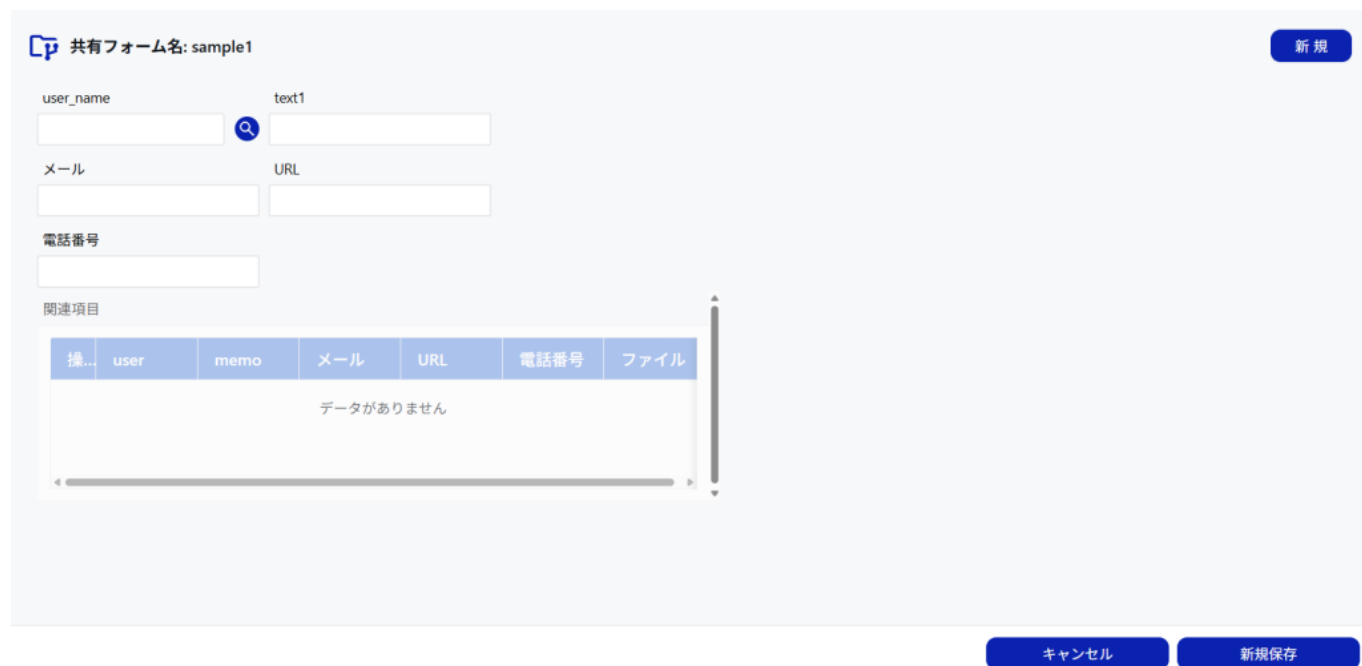 共有フォーム名: sample1
新 規
user_name text1
メール URL
電話番号
関連項目
操... user memo メール URL 電話番号 ファイル
データがありません
キャンセル 新規保存